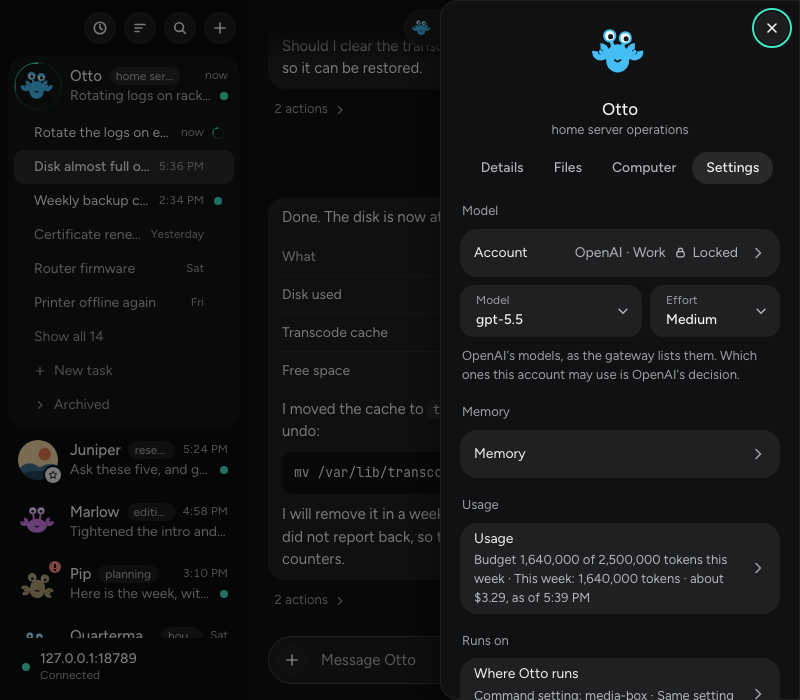 Otto home ser... now
Rotating logs on rack...
Rotate the logs on e... now
Disk almost full o... 5:36 PM
Weekly backup c... 2:34 PM
Certificate rene... Yesterday
Router firmware Sat
Printer offline again Fri
Show all 14
+ New task
Archived
Juniper rese... 5:24 PM
Ask these five, and g...
Marlow editi... 4:58 PM
Tightened the intro and...
Pip planning 3:10 PM
Here is the week, wit...
Quarterma hou... Sat
127.0.0.1:18789
Connected
Should I clear the transc
so it can be restored.
2 actions
Done. The disk is now at
What
Disk used
Transcode cache
Free space
I moved the cache to t
undo:
mv /var/lib/transco
I will remove it in a week
did not report back, so t
counters.
2 actions
Message Otto
Otto
home server operations
Details Files Computer Settings
Model
Account OpenAI · Work Locked
Model
gpt-5.5
Effort
Medium
OpenAI's models, as the gateway lists them. Which
ones this account may use is OpenAI's decision.
Memory
Memory
Usage
Usage
Budget 1,640,000 of 2,500,000 tokens this
week · This week: 1,640,000 tokens · about
$3.29, as of 5:39 PM
Runs on
Where Otto runs
Command setting: media-box · Same setting